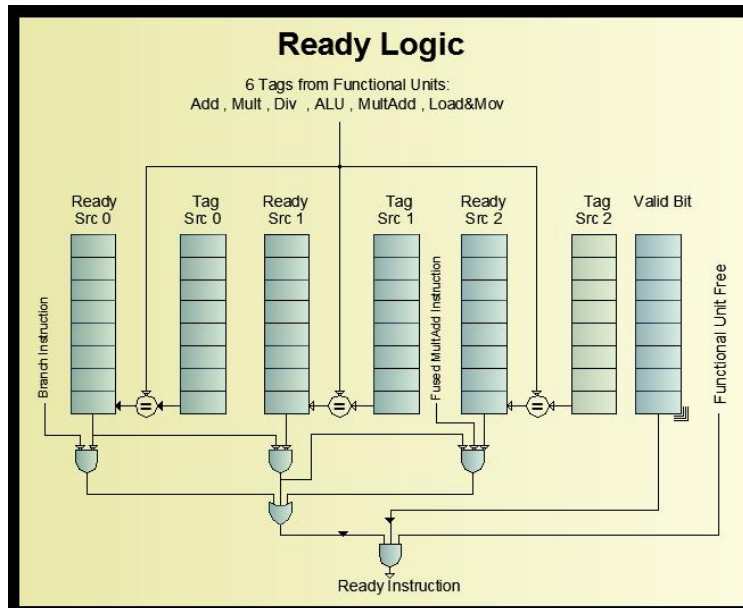 Ready Logic
6 Tags from Functional Units:
Add , Mult , Div , ALU , MultAdd , Load&Mov
Ready
Src 0
Tag
Src 0
Ready
Src 1
Tag
Src 1
Ready
Src 2
Tag
Src 2
Valid Bit
Branch Instruction
=
=
Fused MultAdd Instruction
=
Functional Unit Free
Ready Instruction